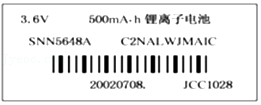 3.6V 500mA·h 锂离子电池
SNN5648A C2NALWJMAIC
20020708. JCC1028